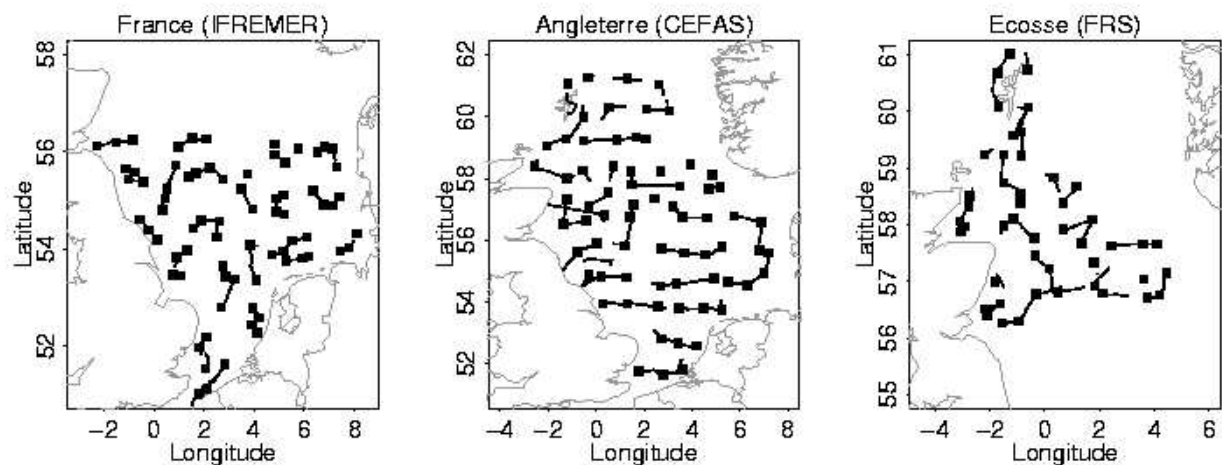 France (IFREMER)
58
56
54
52
Latitude
−2 0 2 4 6 8
Longitude
Angleterre (CEFAS)
62
60
58
56
54
52
Latitude
−4 −2 0 2 4 6 8
Longitude
Ecosse (FRS)
61
60
59
58
57
56
55
Latitude
−4 −2 0 2 4 6
Longitude